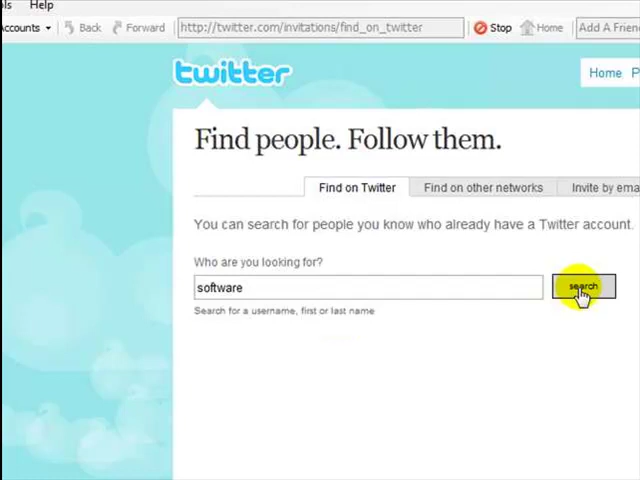 Help
Accounts Back Forward http://twitter.com/invitations/find_on_twitter Stop Home Add A
twitter
Home
Find people. Follow them.
Find on Twitter Find on other networks Invite by
You can search for people you know who already have a Twitter account.
Who are you looking for?
software search
Search for a username, first or last name